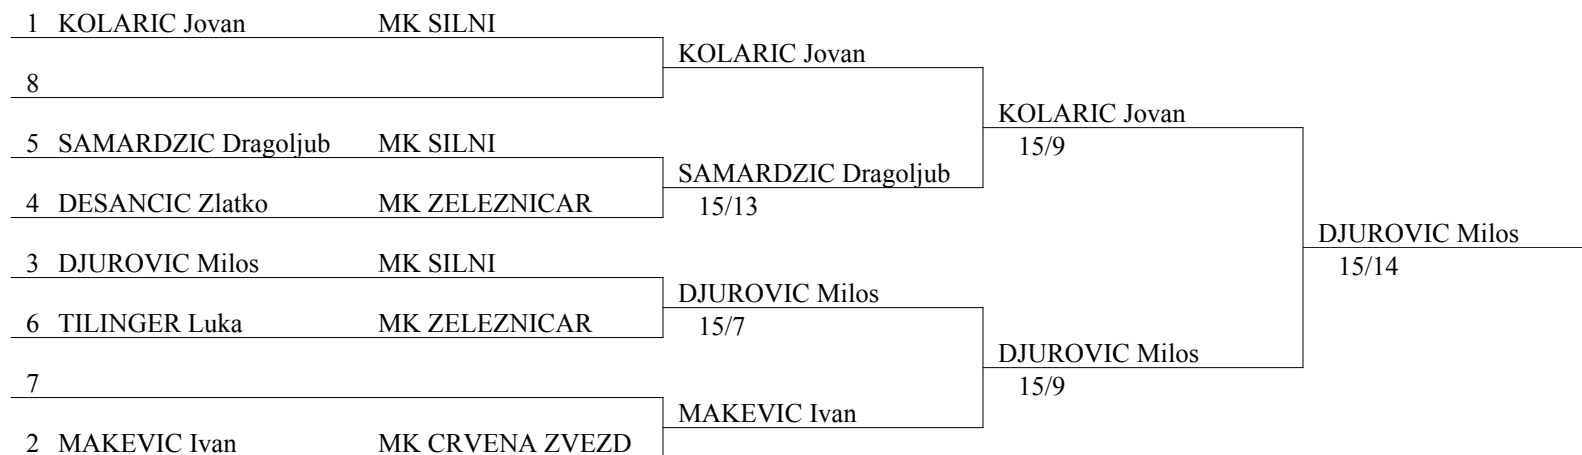 1 KOLARIC Jovan MK SILNI
KOLARIC Jovan
8
KOLARIC Jovan
5 SAMARDZIC Dragoljub MK SILNI
15/9
SAMARDZIC Dragoljub
4 DESANCIC Zlatko MK ZELEZNICAR
15/13
DJUROVIC Milos
3 DJUROVIC Milos MK SILNI
15/14
DJUROVIC Milos
6 TILINGER Luka MK ZELEZNICAR
15/7
DJUROVIC Milos
7
15/9
MAKEVIC Ivan
2 MAKEVIC Ivan MK CRVENA ZVEZD